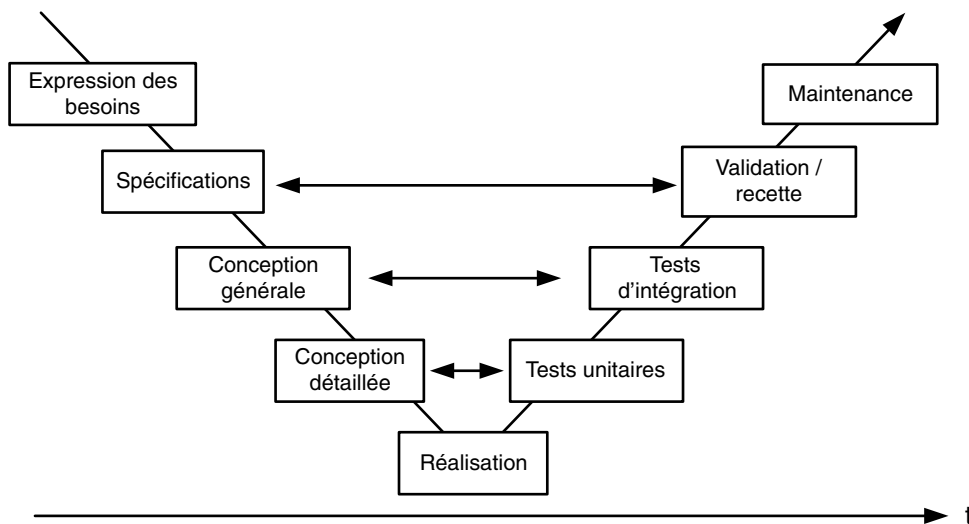 Expression des
besoins
Maintenance
Spécifications
Validation /
recette
Conception
générale
Tests
d'intégration
Conception
détaillée
Tests unitaires
Réalisation
t